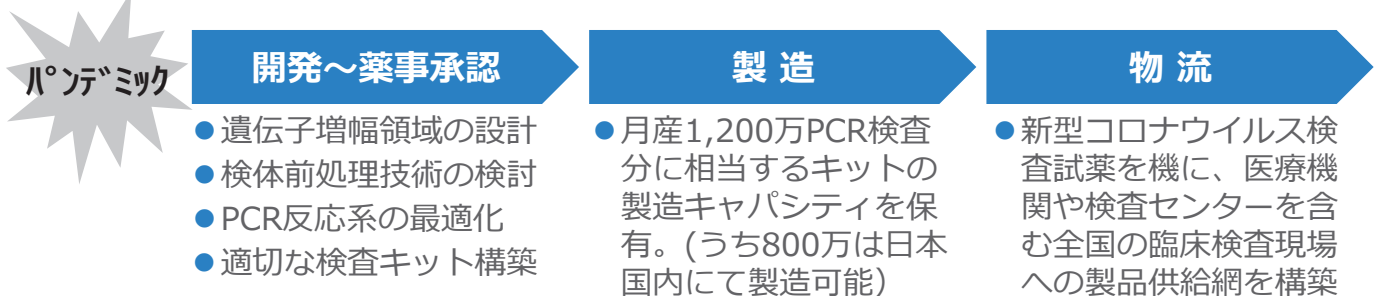 パンデミック
開発～薬事承認
●遺伝子増幅領域の設計
●検体前処理技術の検討
●PCR反応系の最適化
●適切な検査キット構築
製 造
●月産1,200万PCR検査
分に相当するキットの
製造キャパシティを保
有。(うち800万は日本
国内にて製造可能）
物 流
●新型コロナウイルス検
査試薬を機に、医療機
関や検査センターを含
む全国の臨床検査現場
への製品供給網を構築